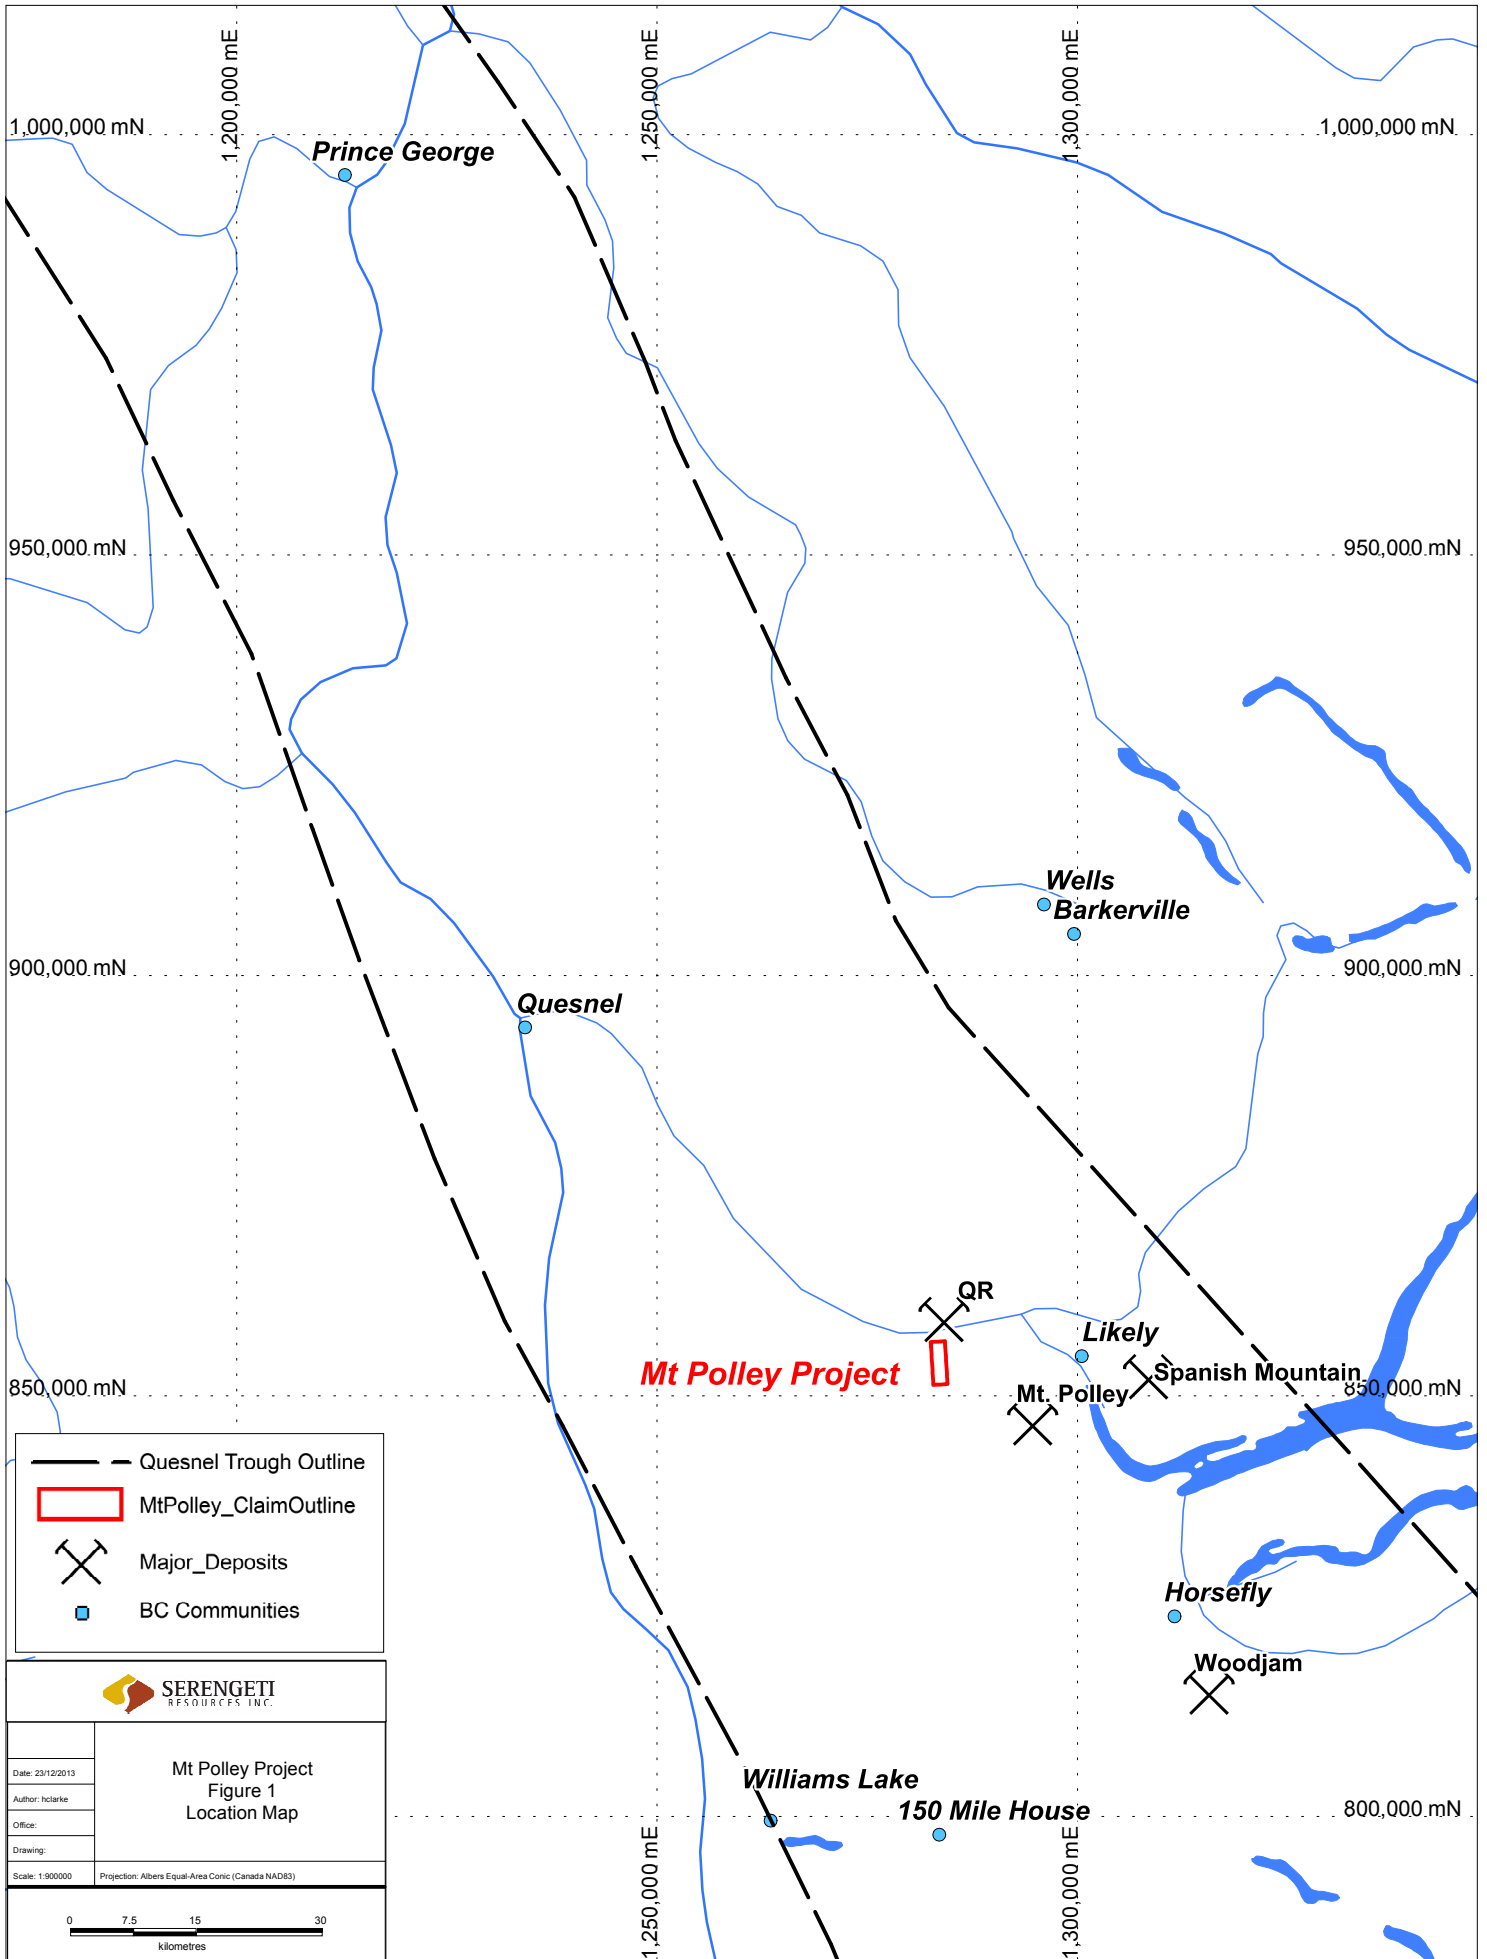 1,200,000 mE
1,250,000 mE
1,300,000 mE
1,000,000 mN
1,000,000 mN
Prince George
950,000 mN
950,000 mN
Wells
Barkerville
900,000 mN
900,000 mN
Quesnel
QR
Likely
Mt Polley Project
Spanish Mountain
Mt. Polley
850,000 mN
850,000 mN
Quesnel Trough Outline
MtPolley_ClaimOutline
Major_Deposits
BC Communities
Horsefly
Woodjam
SERENGETI
RESOURCES INC.
Mt Polley Project
Figure 1
Location Map
Date: 23/12/2013
Author: hclarke
Office:
Drawing:
Scale: 1:900000
Projection: Albers Equal-Area Conic (Canada NAD83)
Williams Lake
150 Mile House
800,000 mN
1,250,000 mE
1,300,000 mE
0 7.5 15 30
kilometres